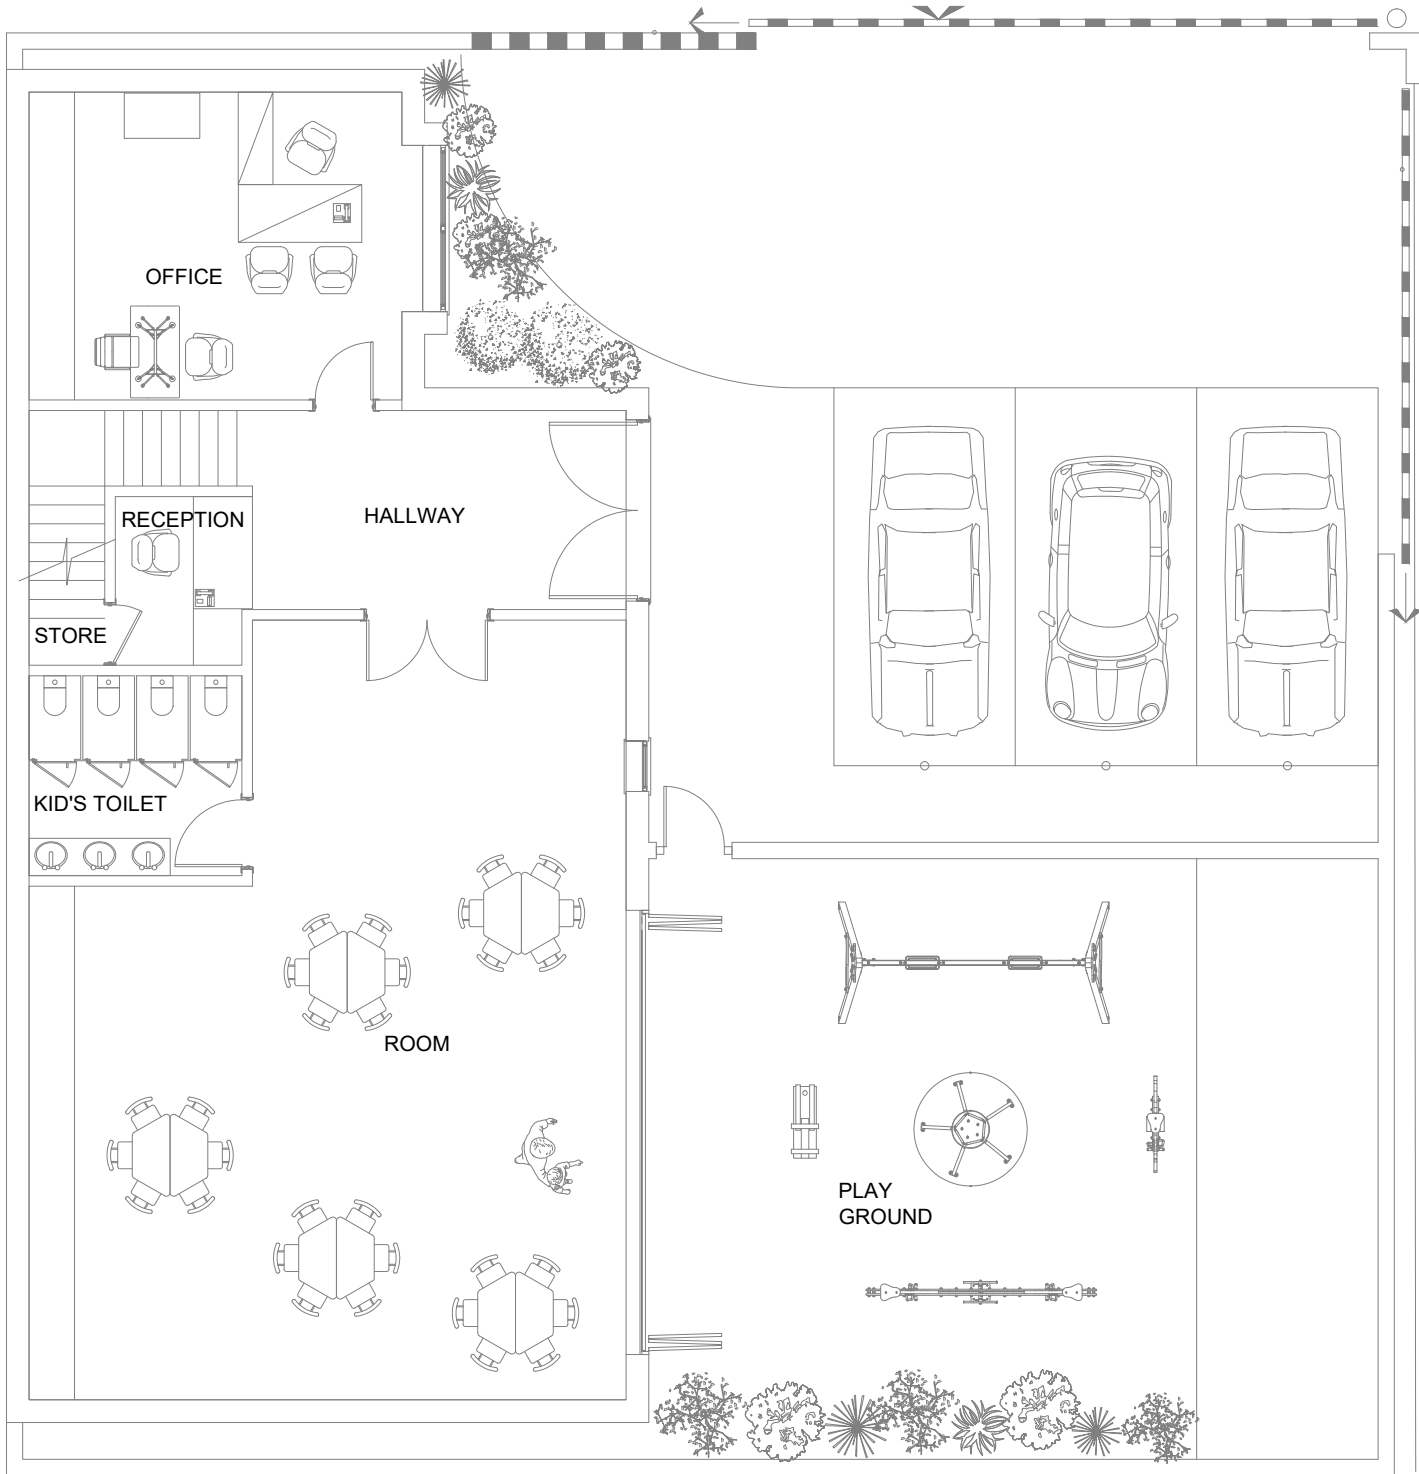 OFFICE
RECEPTION
HALLWAY
STORE
KID'S TOILET
ROOM
PLAY
GROUND